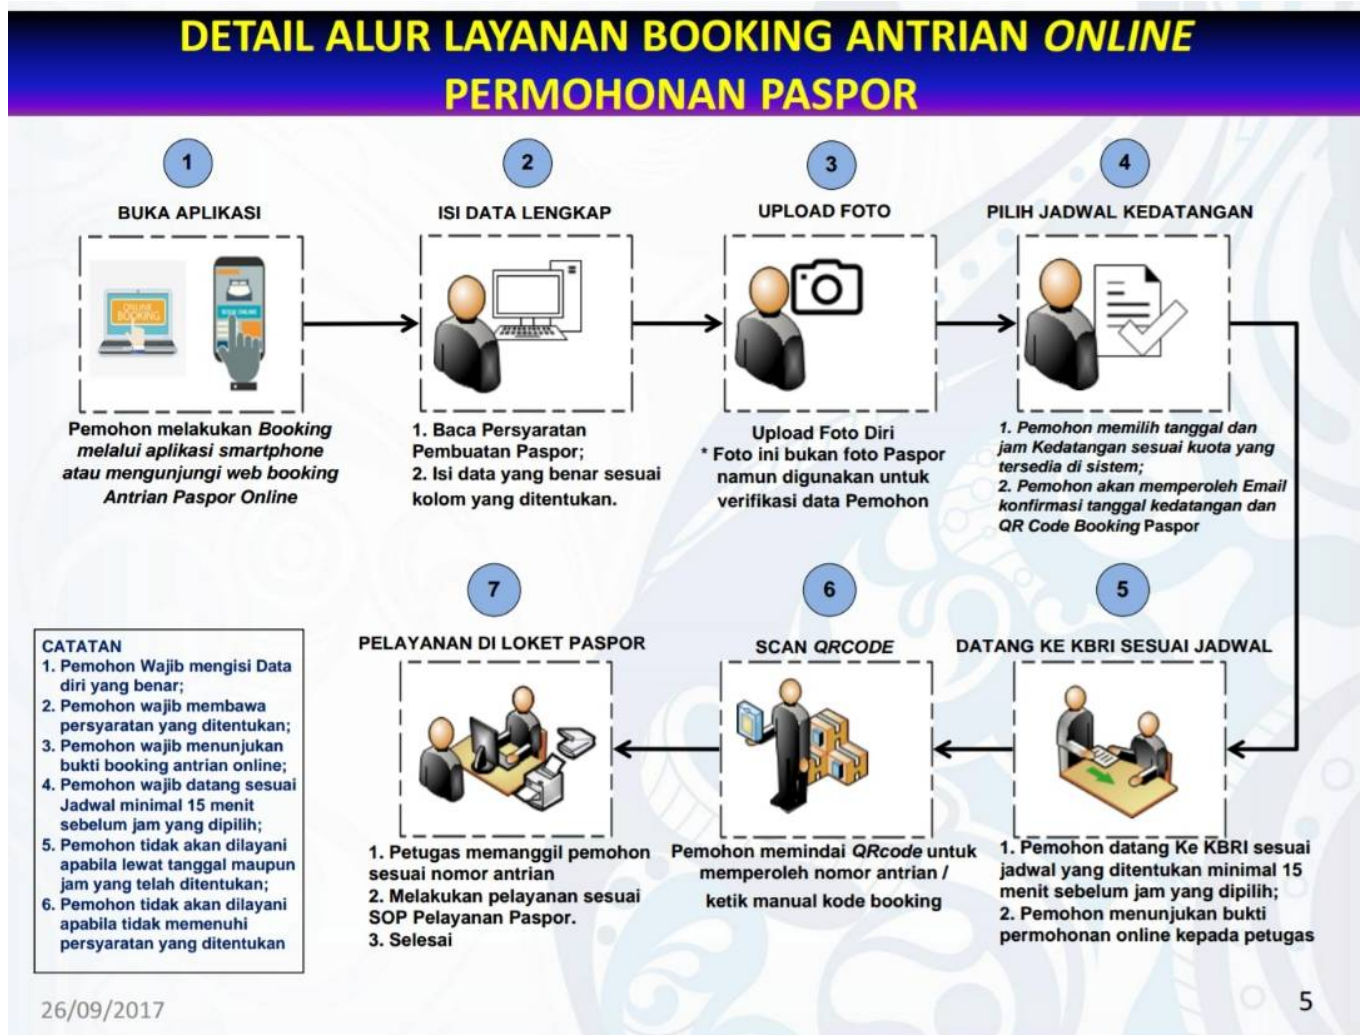 DETAIL ALUR LAYANAN BOOKING ANTRIAN ONLINE
PERMOHONAN PASPOR
1
BUKA APLIKASI
ONLINE
BOOKING
BOOK ONLINE
Pemohon melakukan Booking
melalui aplikasi smartphone
atau mengunjungi web booking
Antrian Paspor Online
2
ISI DATA LENGKAP
1. Baca Persyaratan
Pembuatan Paspor;
2. Isi data yang benar sesuai
kolom yang ditentukan.
3
UPLOAD FOTO
Upload Foto Diri
* Foto ini bukan foto Paspor
namun digunakan untuk
verifikasi data Pemohon
4
PILIH JADWAL KEDATANGAN
1. Pemohon memilih tanggal dan
jam Kedatangan sesuai kuota yang
tersedia di sistem;
2. Pemohon akan memperoleh Email
konfirmasi tanggal kedatangan dan
QR Code Booking Paspor
5
DATANG KE KBRI SESUAI JADWAL
1. Pemohon datang Ke KBRI sesuai
jadwal yang ditentukan minimal 15
menit sebelum jam yang dipilih;
2. Pemohon menunjukan bukti
permohonan online kepada petugas
6
SCAN QRCODE
Pemohon memindai QRcode untuk
memperoleh nomor antrian /
ketik manual kode booking
7
PELAYANAN DI LOKET PASPOR
1. Petugas memanggil pemohon
sesuai nomor antrian
2. Melakukan pelayanan sesuai
SOP Pelayanan Paspor.
3. Selesai
CATATAN
1. Pemohon Wajib mengisi Data
diri yang benar;
2. Pemohon wajib membawa
persyaratan yang ditentukan;
3. Pemohon wajib menunjukan
bukti booking antrian online;
4. Pemohon wajib datang sesuai
Jadwal minimal 15 menit
sebelum jam yang dipilih;
5. Pemohon tidak akan dilayani
apabila lewat tanggal maupun
jam yang telah ditentukan;
6. Pemohon tidak akan dilayani
apabila tidak memenuhi
persyaratan yang ditentukan
26/09/2017
5